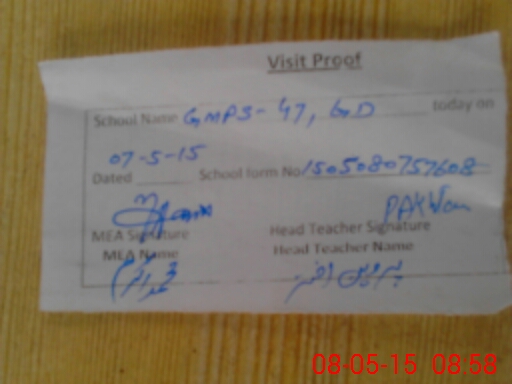 Visit Proof
School Name GMPS-47, GD today on
07-5-15
Dated School form No 1505080757608
MEA Signature Head Teacher Signature
MEA Name Head Teacher Name
08-05-15 08:58